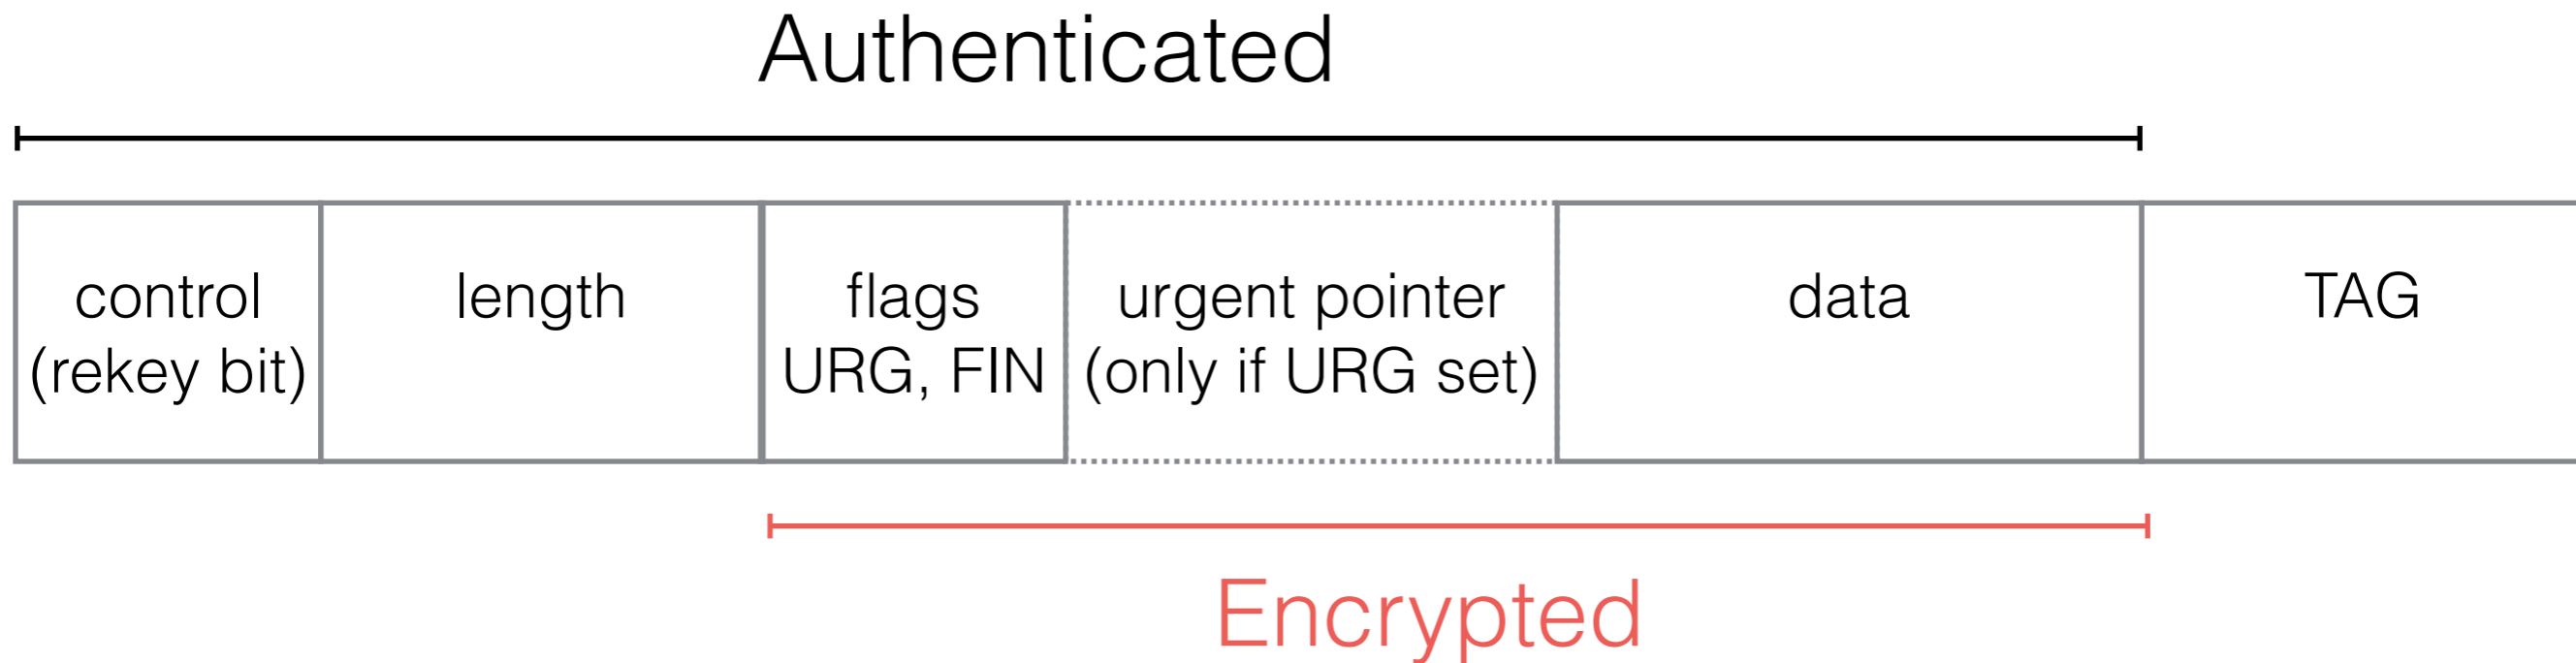 Authenticated
control
(rekey bit)
length
flags
URG, FIN
urgent pointer
(only if URG set)
data
TAG
Encrypted